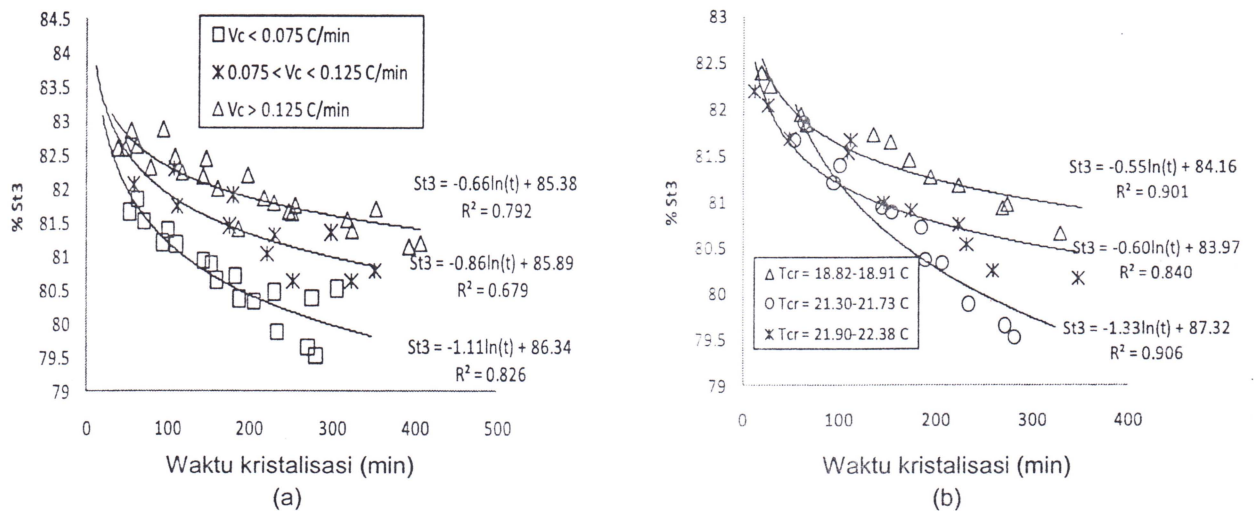 84.5
84
83.5
83
82.5
82
81.5
81
80.5
80
79.5
79
% St3
Vc < 0.075 C/min
0.075 < Vc < 0.125 C/min
Vc > 0.125 C/min
St3 = -0.66ln(t) + 85.38
R² = 0.792
St3 = -0.86ln(t) + 85.89
R² = 0.679
St3 = -1.11ln(t) + 86.34
R² = 0.826
0 100 200 300 400 500
Waktu kristalisasi (min)
(a)
83
82.5
82
81.5
81
80.5
80
79.5
79
% St3
St3 = -0.55ln(t) + 84.16
R² = 0.901
St3 = -0.60ln(t) + 83.97
R² = 0.840
Tcr = 18.82-18.91 C
Tcr = 21.30-21.73 C
Tcr = 21.90-22.38 C
St3 = -1.33ln(t) + 87.32
R² = 0.906
0 100 200 300 400
Waktu kristalisasi (min)
(b)